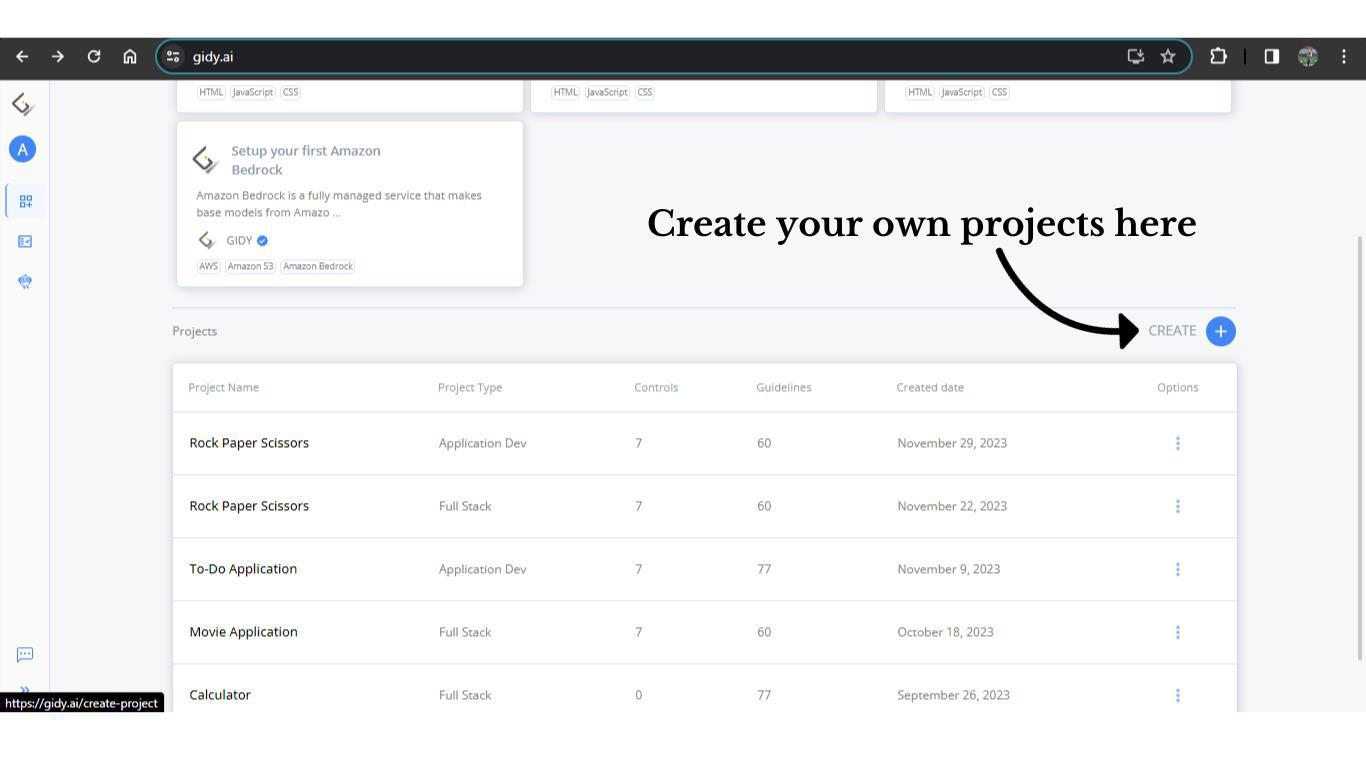 gidy.ai
HTML JavaScript CSS
HTML JavaScript CSS
HTML JavaScript CSS
A
Setup your first Amazon
Bedrock
Amazon Bedrock is a fully managed service that makes
base models from Amazo ...
GIDY
AWS Amazon S3 Amazon Bedrock
Create your own projects here
Projects
CREATE +
Project Name Project Type Controls Guidelines Created date Options
Rock Paper Scissors Application Dev 7 60 November 29, 2023
Rock Paper Scissors Full Stack 7 60 November 22, 2023
To-Do Application Application Dev 7 77 November 9, 2023
Movie Application Full Stack 7 60 October 18, 2023
Calculator Full Stack 0 77 September 26, 2023
https://gidy.ai/create-project